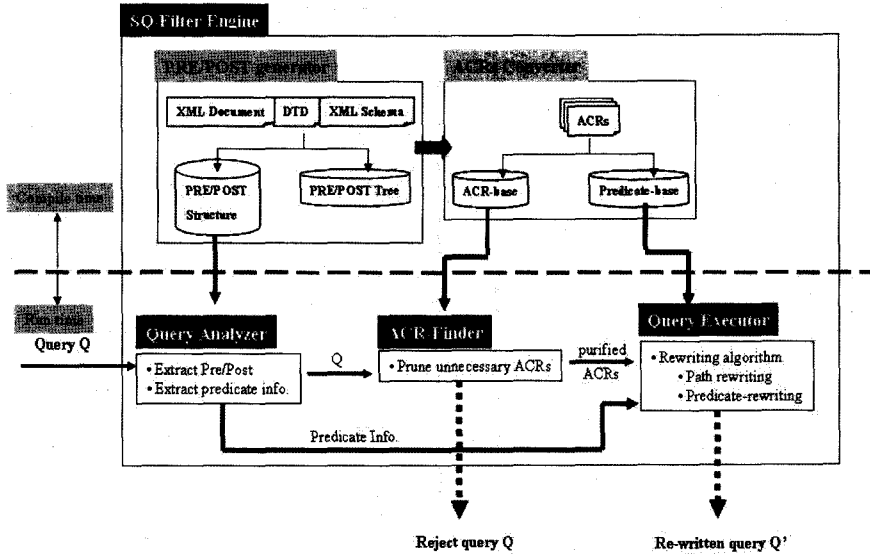 SQ Filter Engine
PRE/POST generator
ACRs Converter
XML Document
DTD
XML Schema
ACRs
PRE/POST
Structure
PRE/POST Tree
ACR-base
Predicate-base
Compile time
Run time
Query Q
Query Analyzer
ACR-Finder
Query Executor
• Extract Pre/Post
• Extract predicate info.
Q
• Prune unnecessary ACRs
purified
ACRs
• Rewriting algorithm
• Path rewriting
• Predicate-rewriting
Predicate Info.
Reject query Q
Re-written query Q’